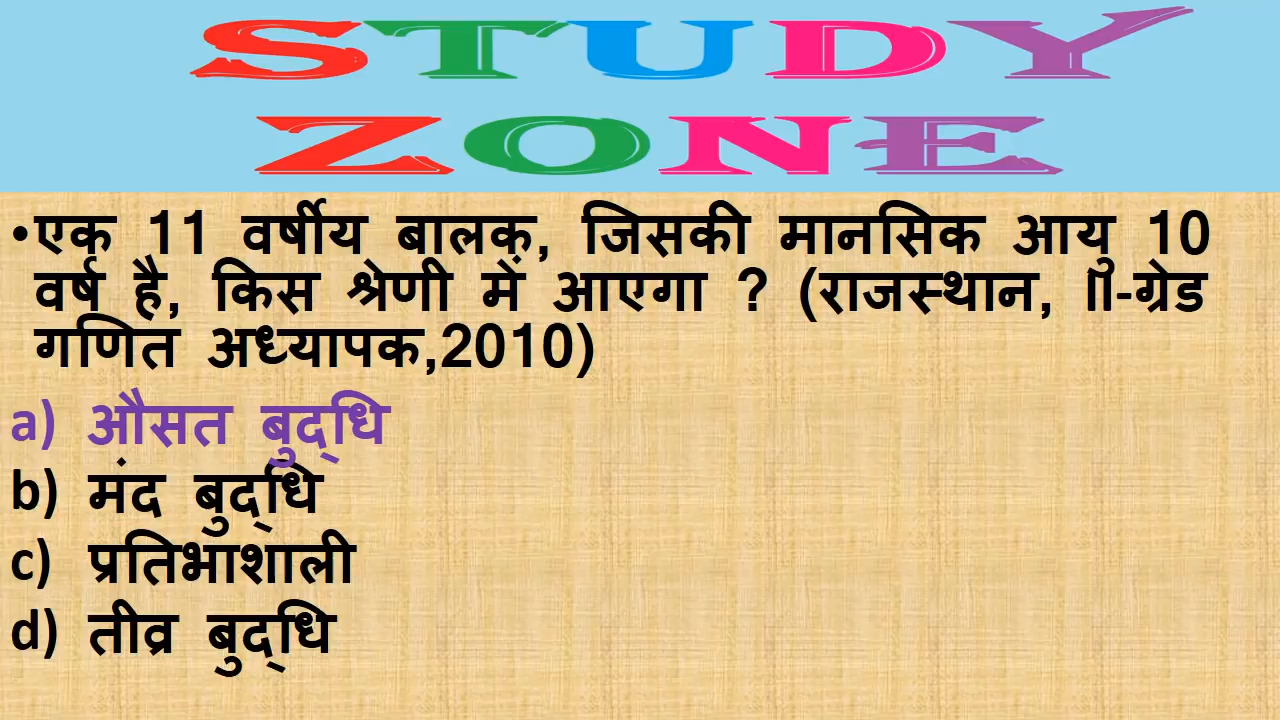 STUDY
ZONE
•एक 11 वर्षीय बालक, जिसकी मानसिक आयु 10
वर्ष है, किस श्रेणी में आएगा ? (राजस्थान, II-ग्रेड
गणित अध्यापक,2010)
a) औसत बुद्धि
b) मंद बुद्धि
c) प्रतिभाशाली
d) तीव्र बुद्धि